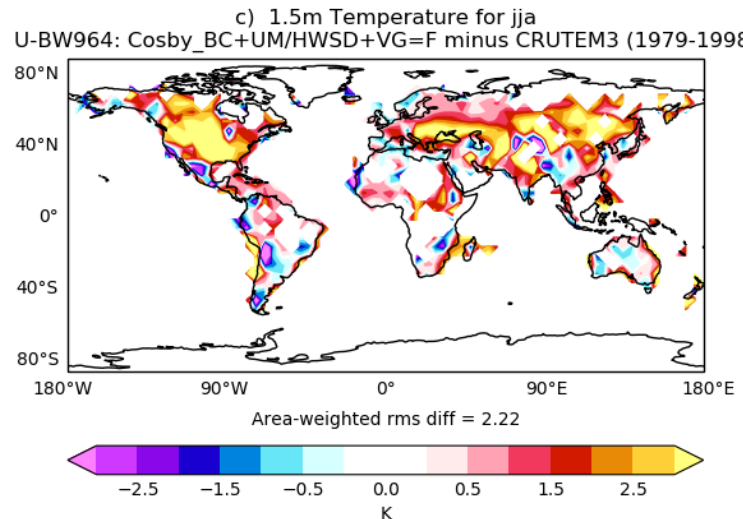 c)  1.5m Temperature for jja
U-BW964: Cosby_BC+UM/HWSD+VG=F minus CRUTEM3 (1979-1998
80°N
40°N
0°
40°S
80°S
180°W 90°W 0° 90°E 180°E
Area-weighted rms diff = 2.22
−2.5 −1.5 −0.5 0.0 0.5 1.5 2.5
K